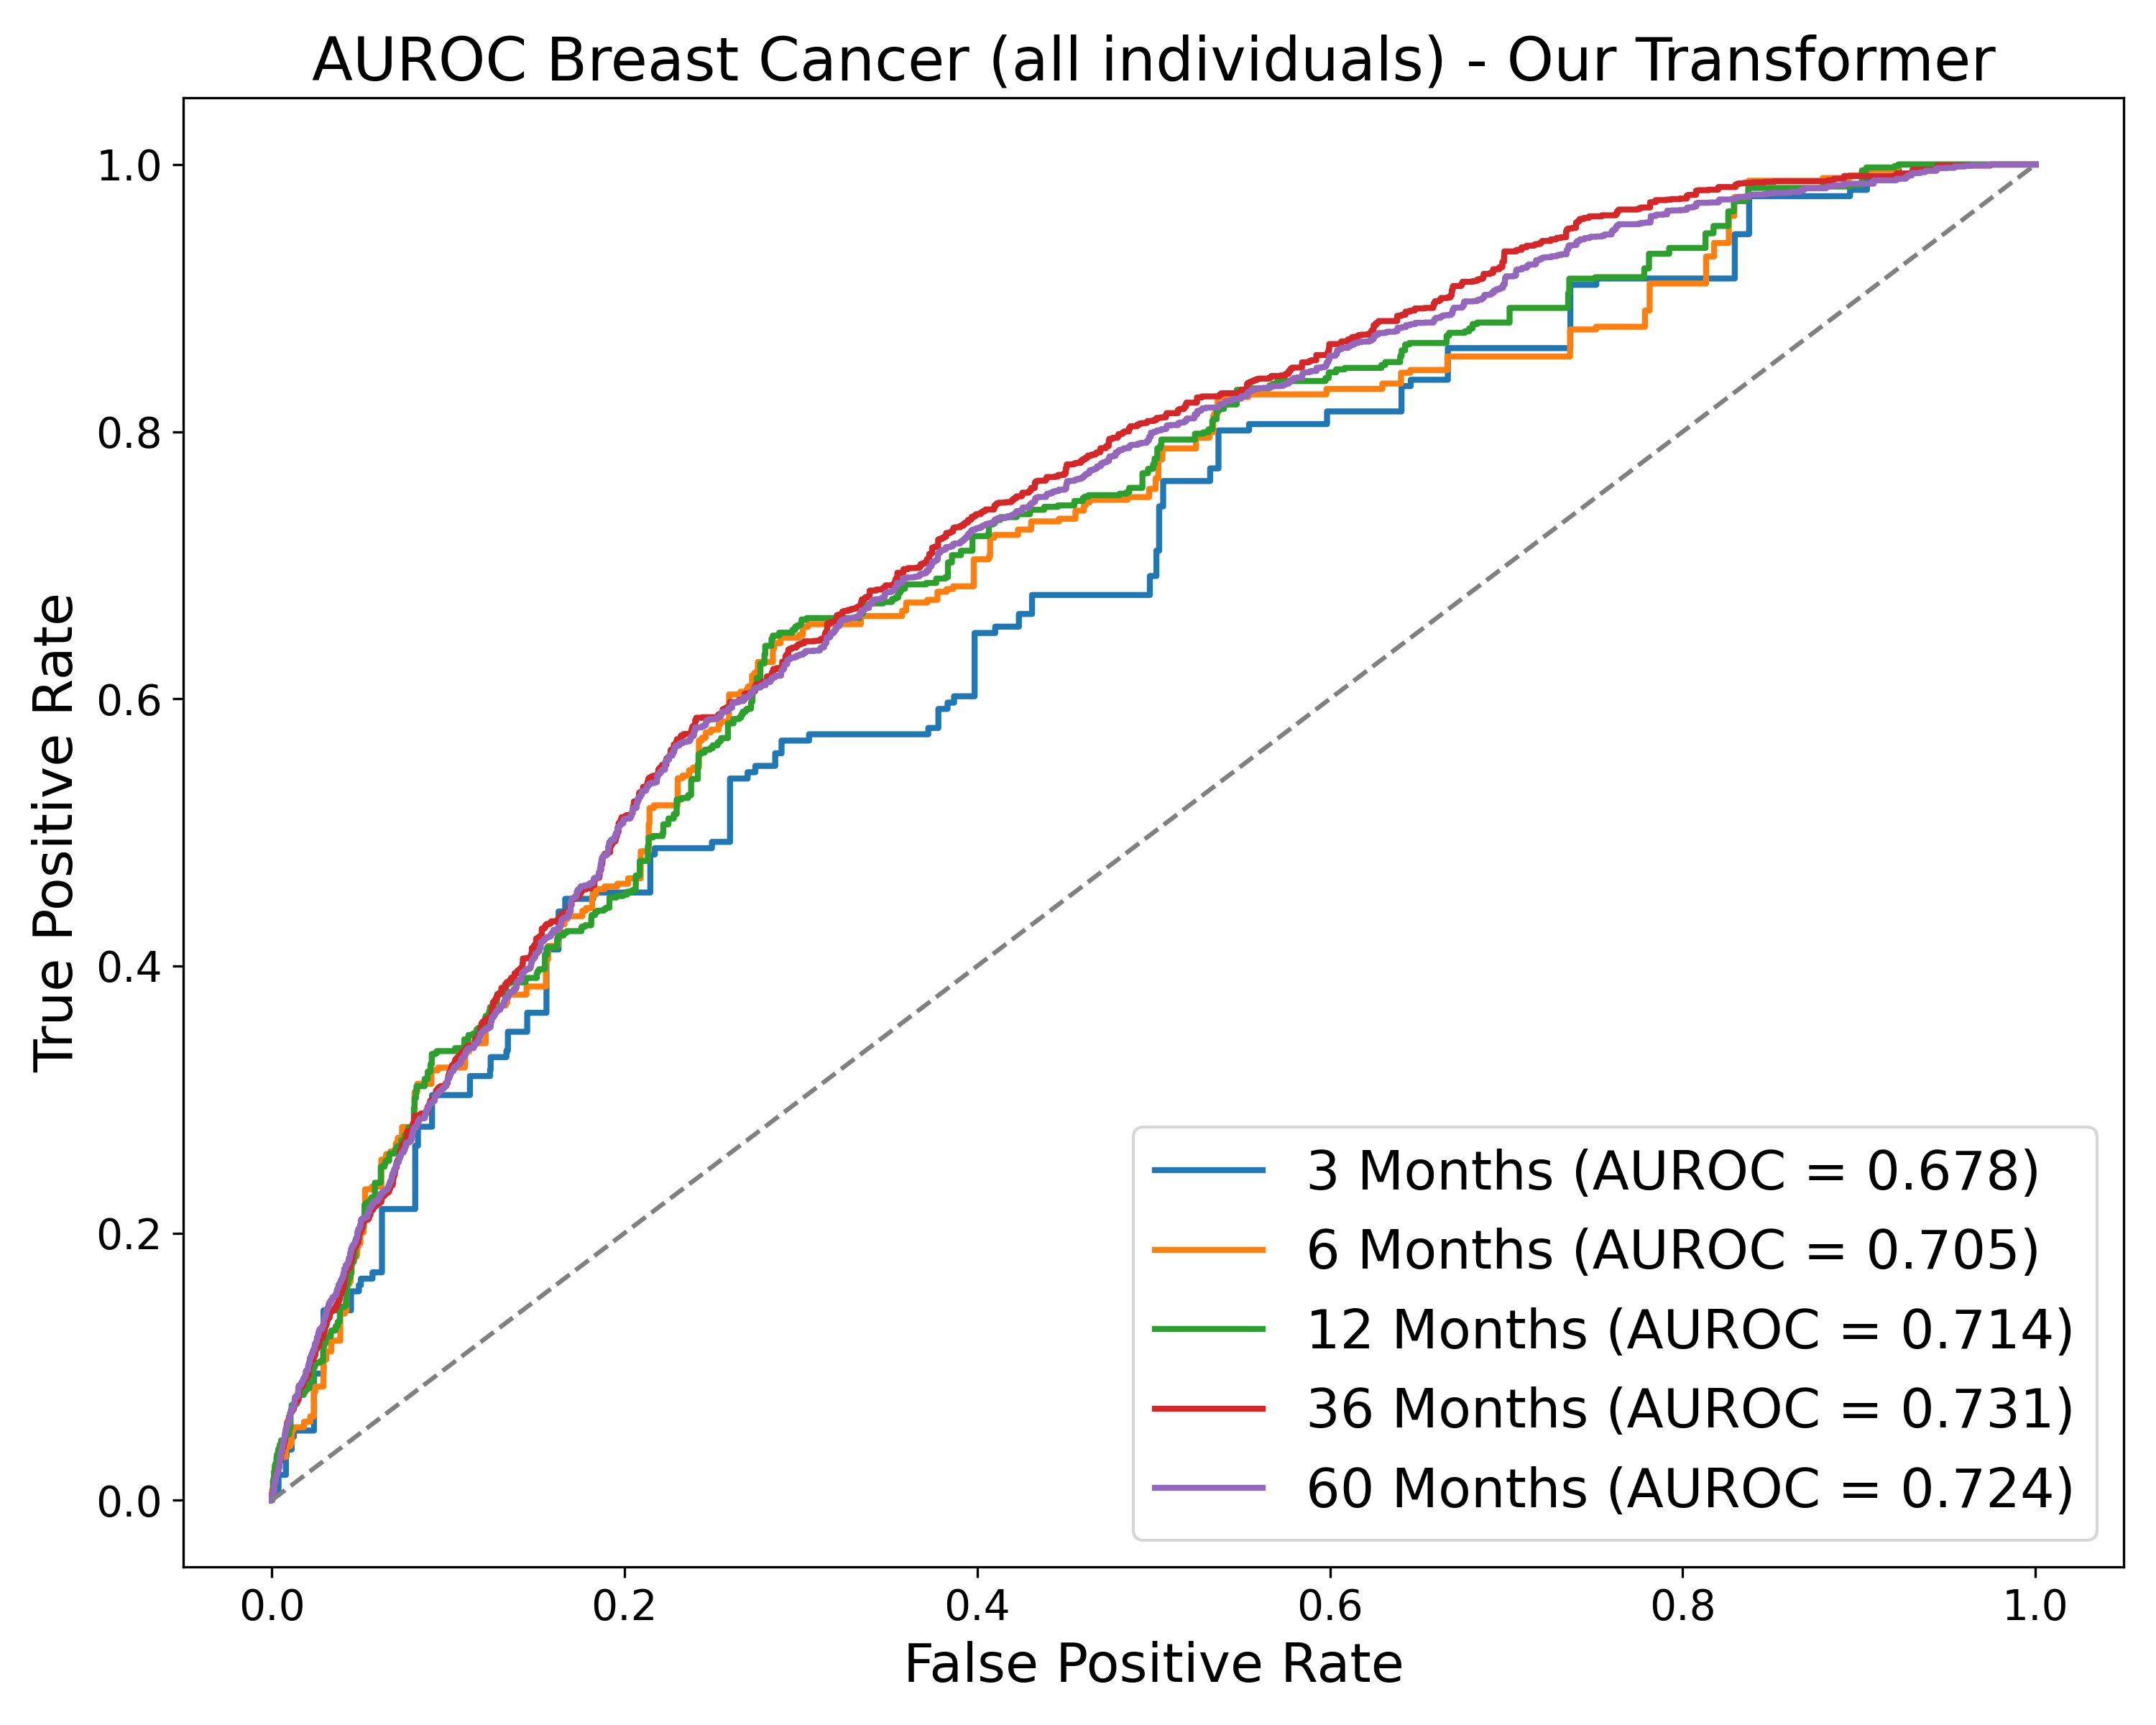 AUROC Breast Cancer (all individuals) - Our Transformer
True Positive Rate
1.0
0.8
0.6
0.4
0.2
0.0
3 Months (AUROC = 0.678)
6 Months (AUROC = 0.705)
12 Months (AUROC = 0.714)
36 Months (AUROC = 0.731)
60 Months (AUROC = 0.724)
0.0 0.2 0.4 0.6 0.8 1.0
False Positive Rate